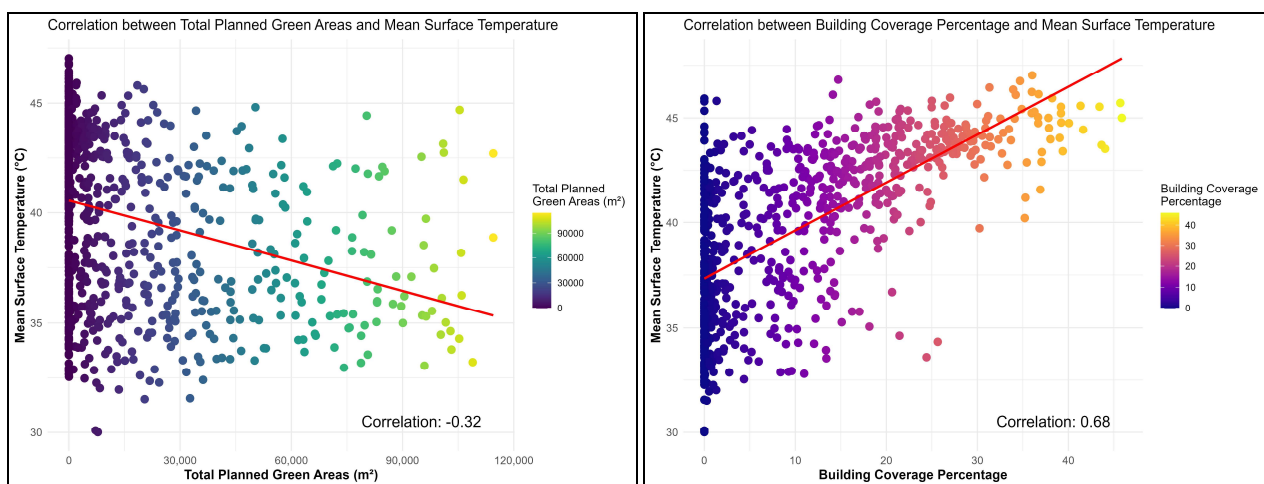 Correlation between Total Planned Green Areas and Mean Surface Temperature
Mean Surface Temperature (°C)
45
40
35
30
0
30,000
60,000
90,000
120,000
Total Planned Green Areas (m²)
Correlation: -0.32
Total Planned
Green Areas (m²)
90000
60000
30000
0
Correlation between Building Coverage Percentage and Mean Surface Temperature
Mean Surface Temperature (°C)
45
40
35
30
0
10
20
30
40
Building Coverage Percentage
Correlation: 0.68
Building Coverage
Percentage
40
30
20
10
0